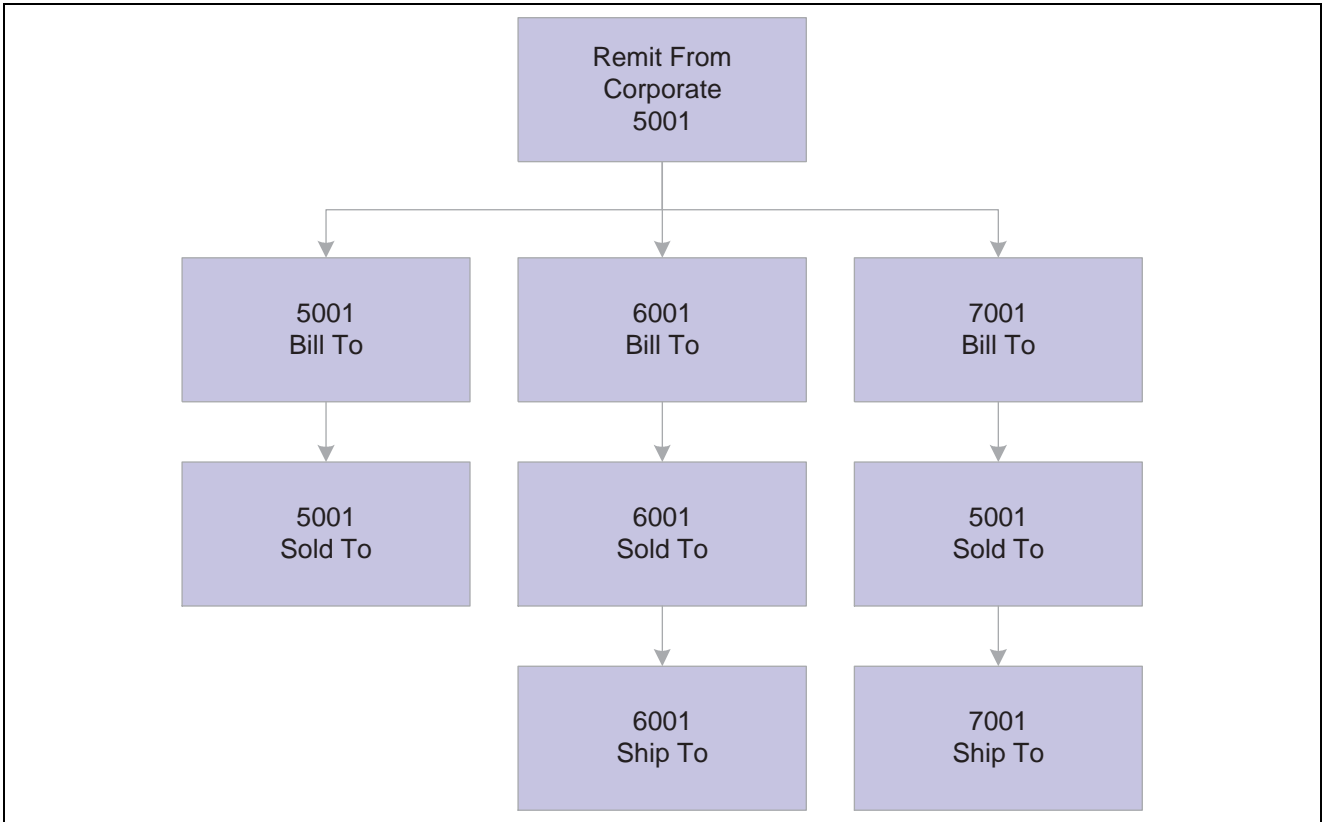 Remit From
Corporate
5001
5001
Bill To
6001
Bill To
7001
Bill To
5001
Sold To
6001
Sold To
5001
Sold To
6001
Ship To
7001
Ship To